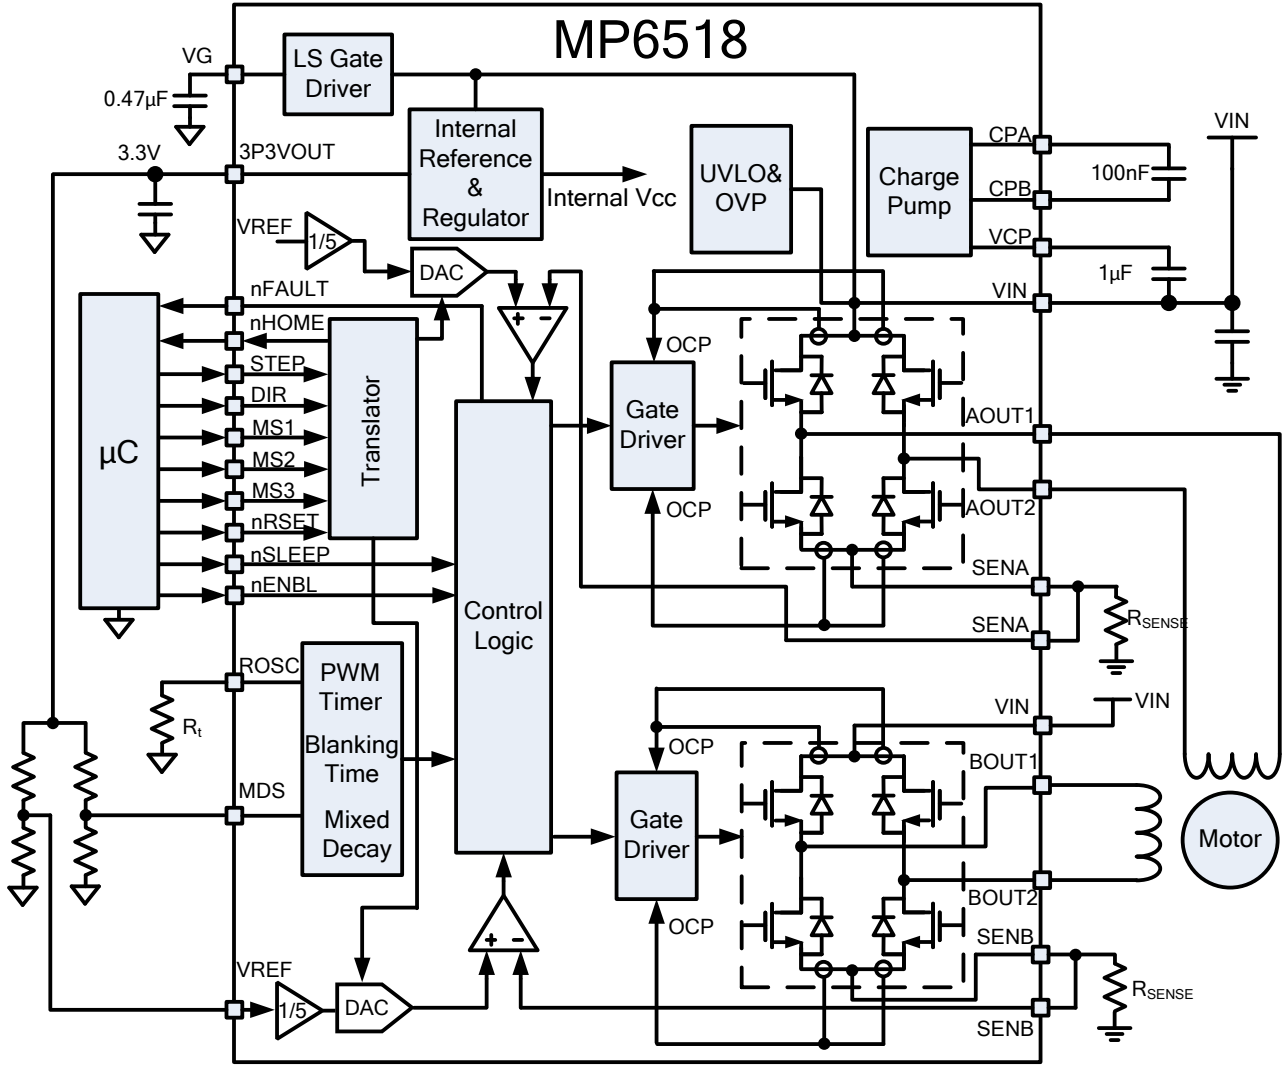 MP6518
VG
LS Gate
Driver
0.47µF
3.3V
3P3VOUT
Internal
Reference
&
Regulator
Internal Vcc
UVLO&
OVP
Charge
Pump
CPA
CPB
VCP
100nF
1µF
VIN
VIN
VREF
1/5
DAC
+ -
nFAULT
nHOME
STEP
DIR
MS1
MS2
MS3
nRSET
nSLEEP
nENBL
µC
Translator
Control
Logic
OCP
Gate
Driver
OCP
AOUT1
AOUT2
SENA
SENA
RSENSE
ROSC
Rt
MDS
PWM
Timer
Blanking
Time
Mixed
Decay
VIN
VIN
OCP
Gate
Driver
OCP
BOUT1
BOUT2
Motor
SENB
SENB
RSENSE
+ -
VREF
1/5
DAC